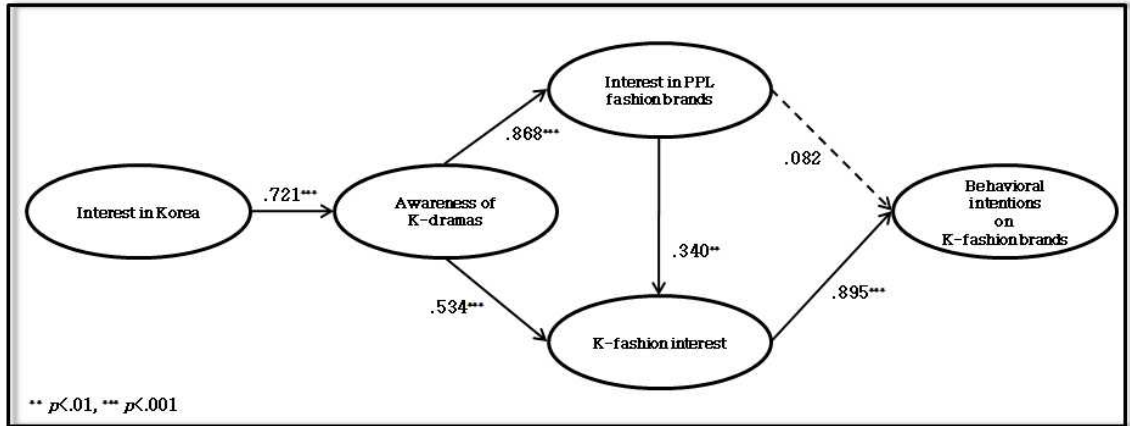 Interest in PPL
fashion brands
.868***
.082
.721***
Interest in Korea
Awareness of
K-dramas
Behavioral
intentions
on
K-fashion brands
.340**
.534***
.895***
K-fashion interest
** p<.01, *** p<.001